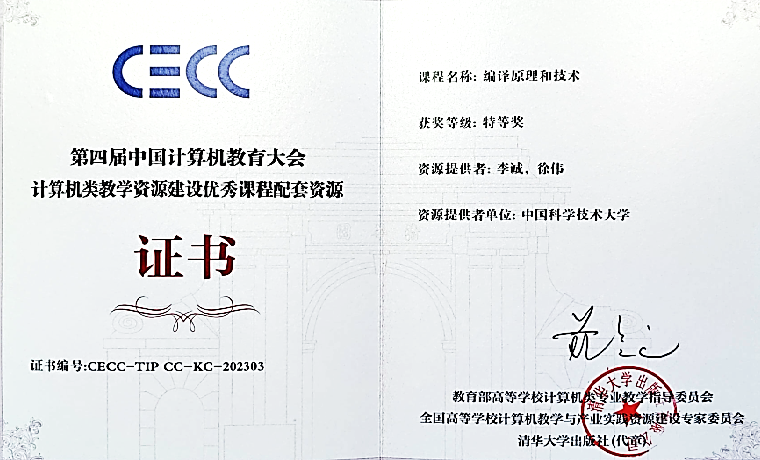 CECC
第四届中国计算机教育大会
计算机类教学资源建设优秀课程配套资源
证书
证书编号:CECC-TIP CC-KC-202303
课程名称: 编译原理和技术
获奖等级: 特等奖
资源提供者: 李诚, 徐伟
资源提供者单位: 中国科学技术大学
教育部高等学校计算机类专业教学指导委员会
全国高等学校计算机教学与产业实践资源建设专家委员会
清华大学出版社(代章)
清华大学出版